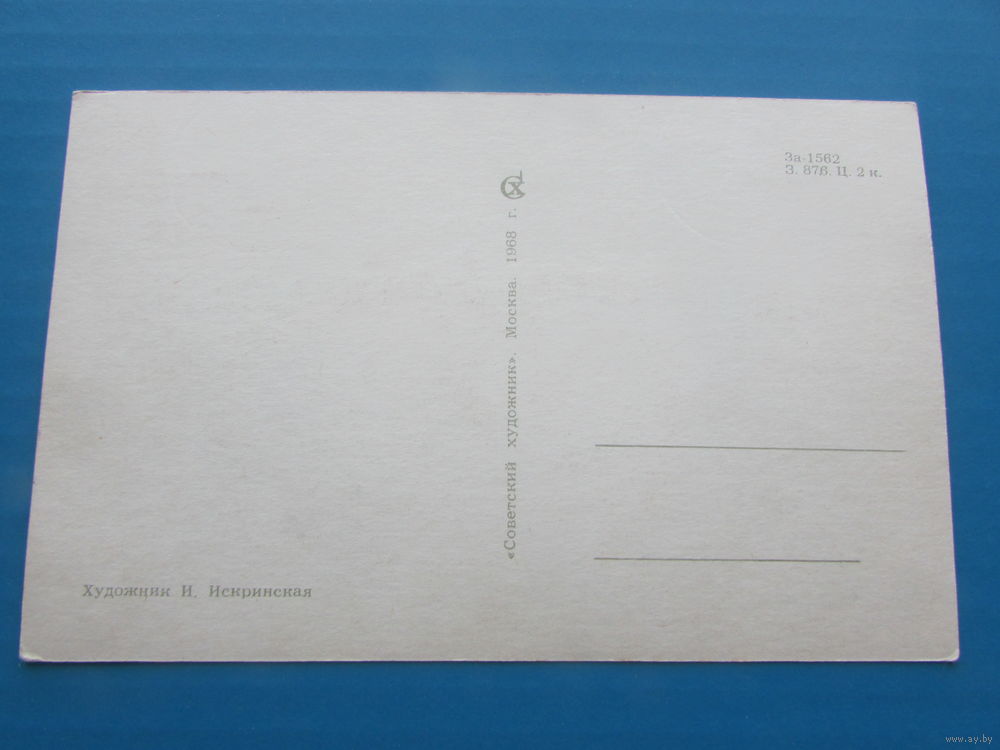 За-1562
З. 876. Ц. 2 к.
«Советский художник». Москва. 1968 г.
СХ
Художник И. Искринская
www.ay.by